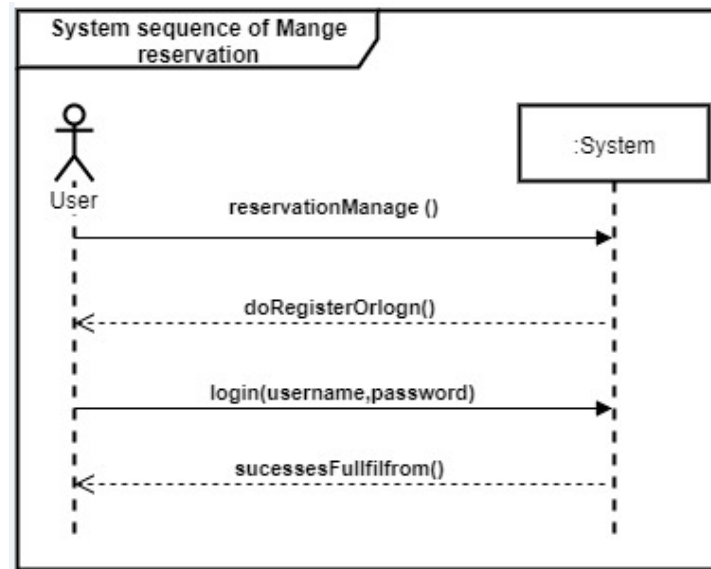 System sequence of Mange
reservation
:System
User
reservationManage ()
doRegisterOrlogn()
login(username,password)
sucessesFullfilfrom()